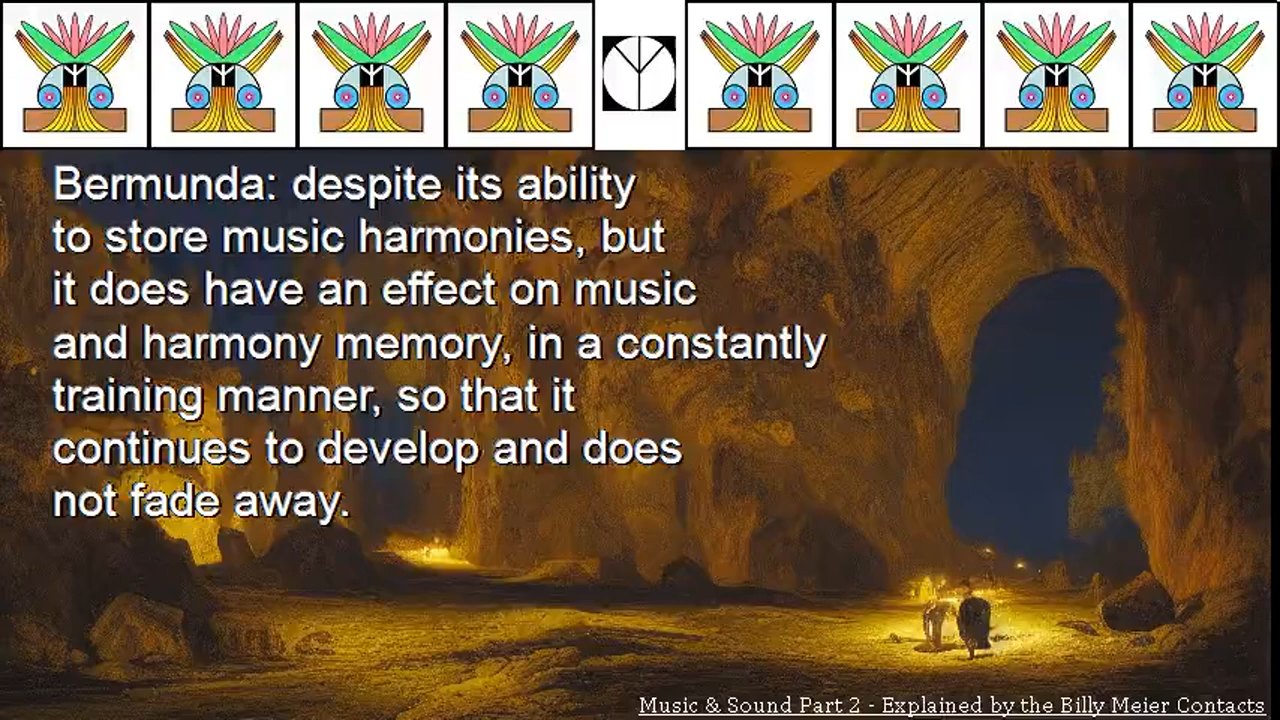 Bermunda: despite its ability
to store music harmonies, but
it does have an effect on music
and harmony memory, in a constantly
training manner, so that it
continues to develop and does
not fade away.
Music & Sound Part 2 - Explained by the Billy Meier Contacts